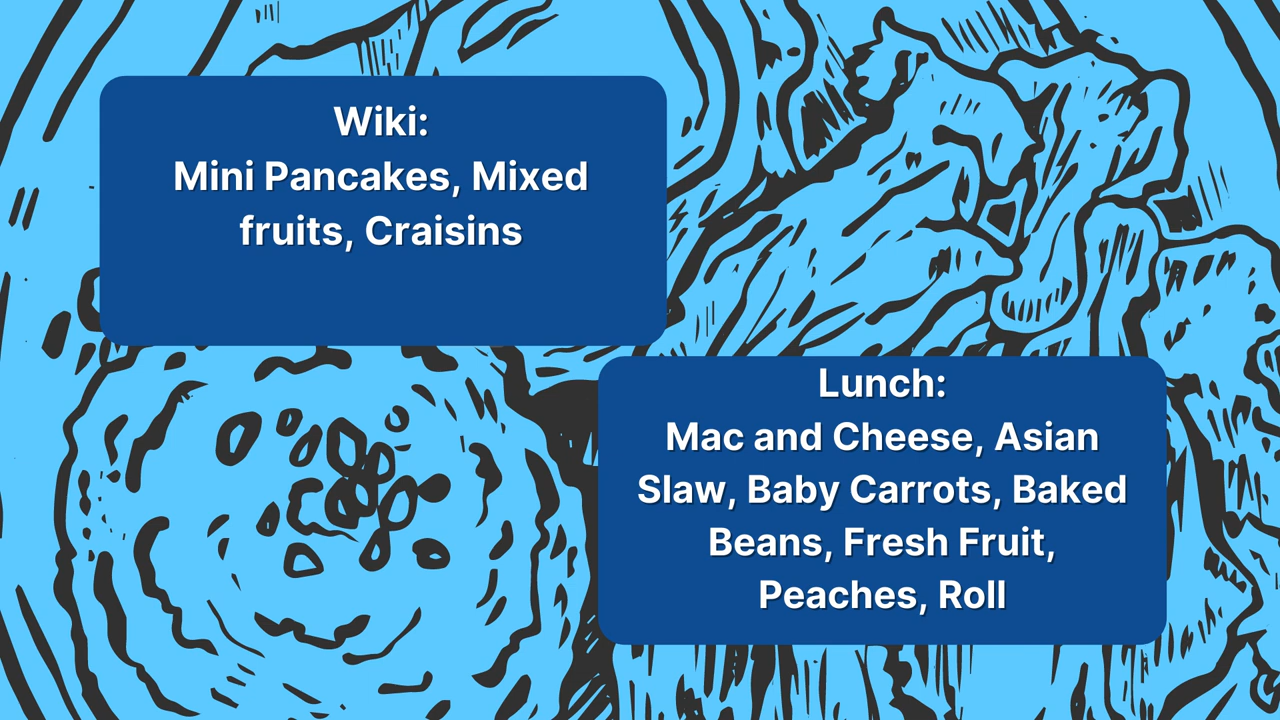 Wiki:
Mini Pancakes, Mixed
fruits, Craisins
Lunch:
Mac and Cheese, Asian
Slaw, Baby Carrots, Baked
Beans, Fresh Fruit,
Peaches, Roll